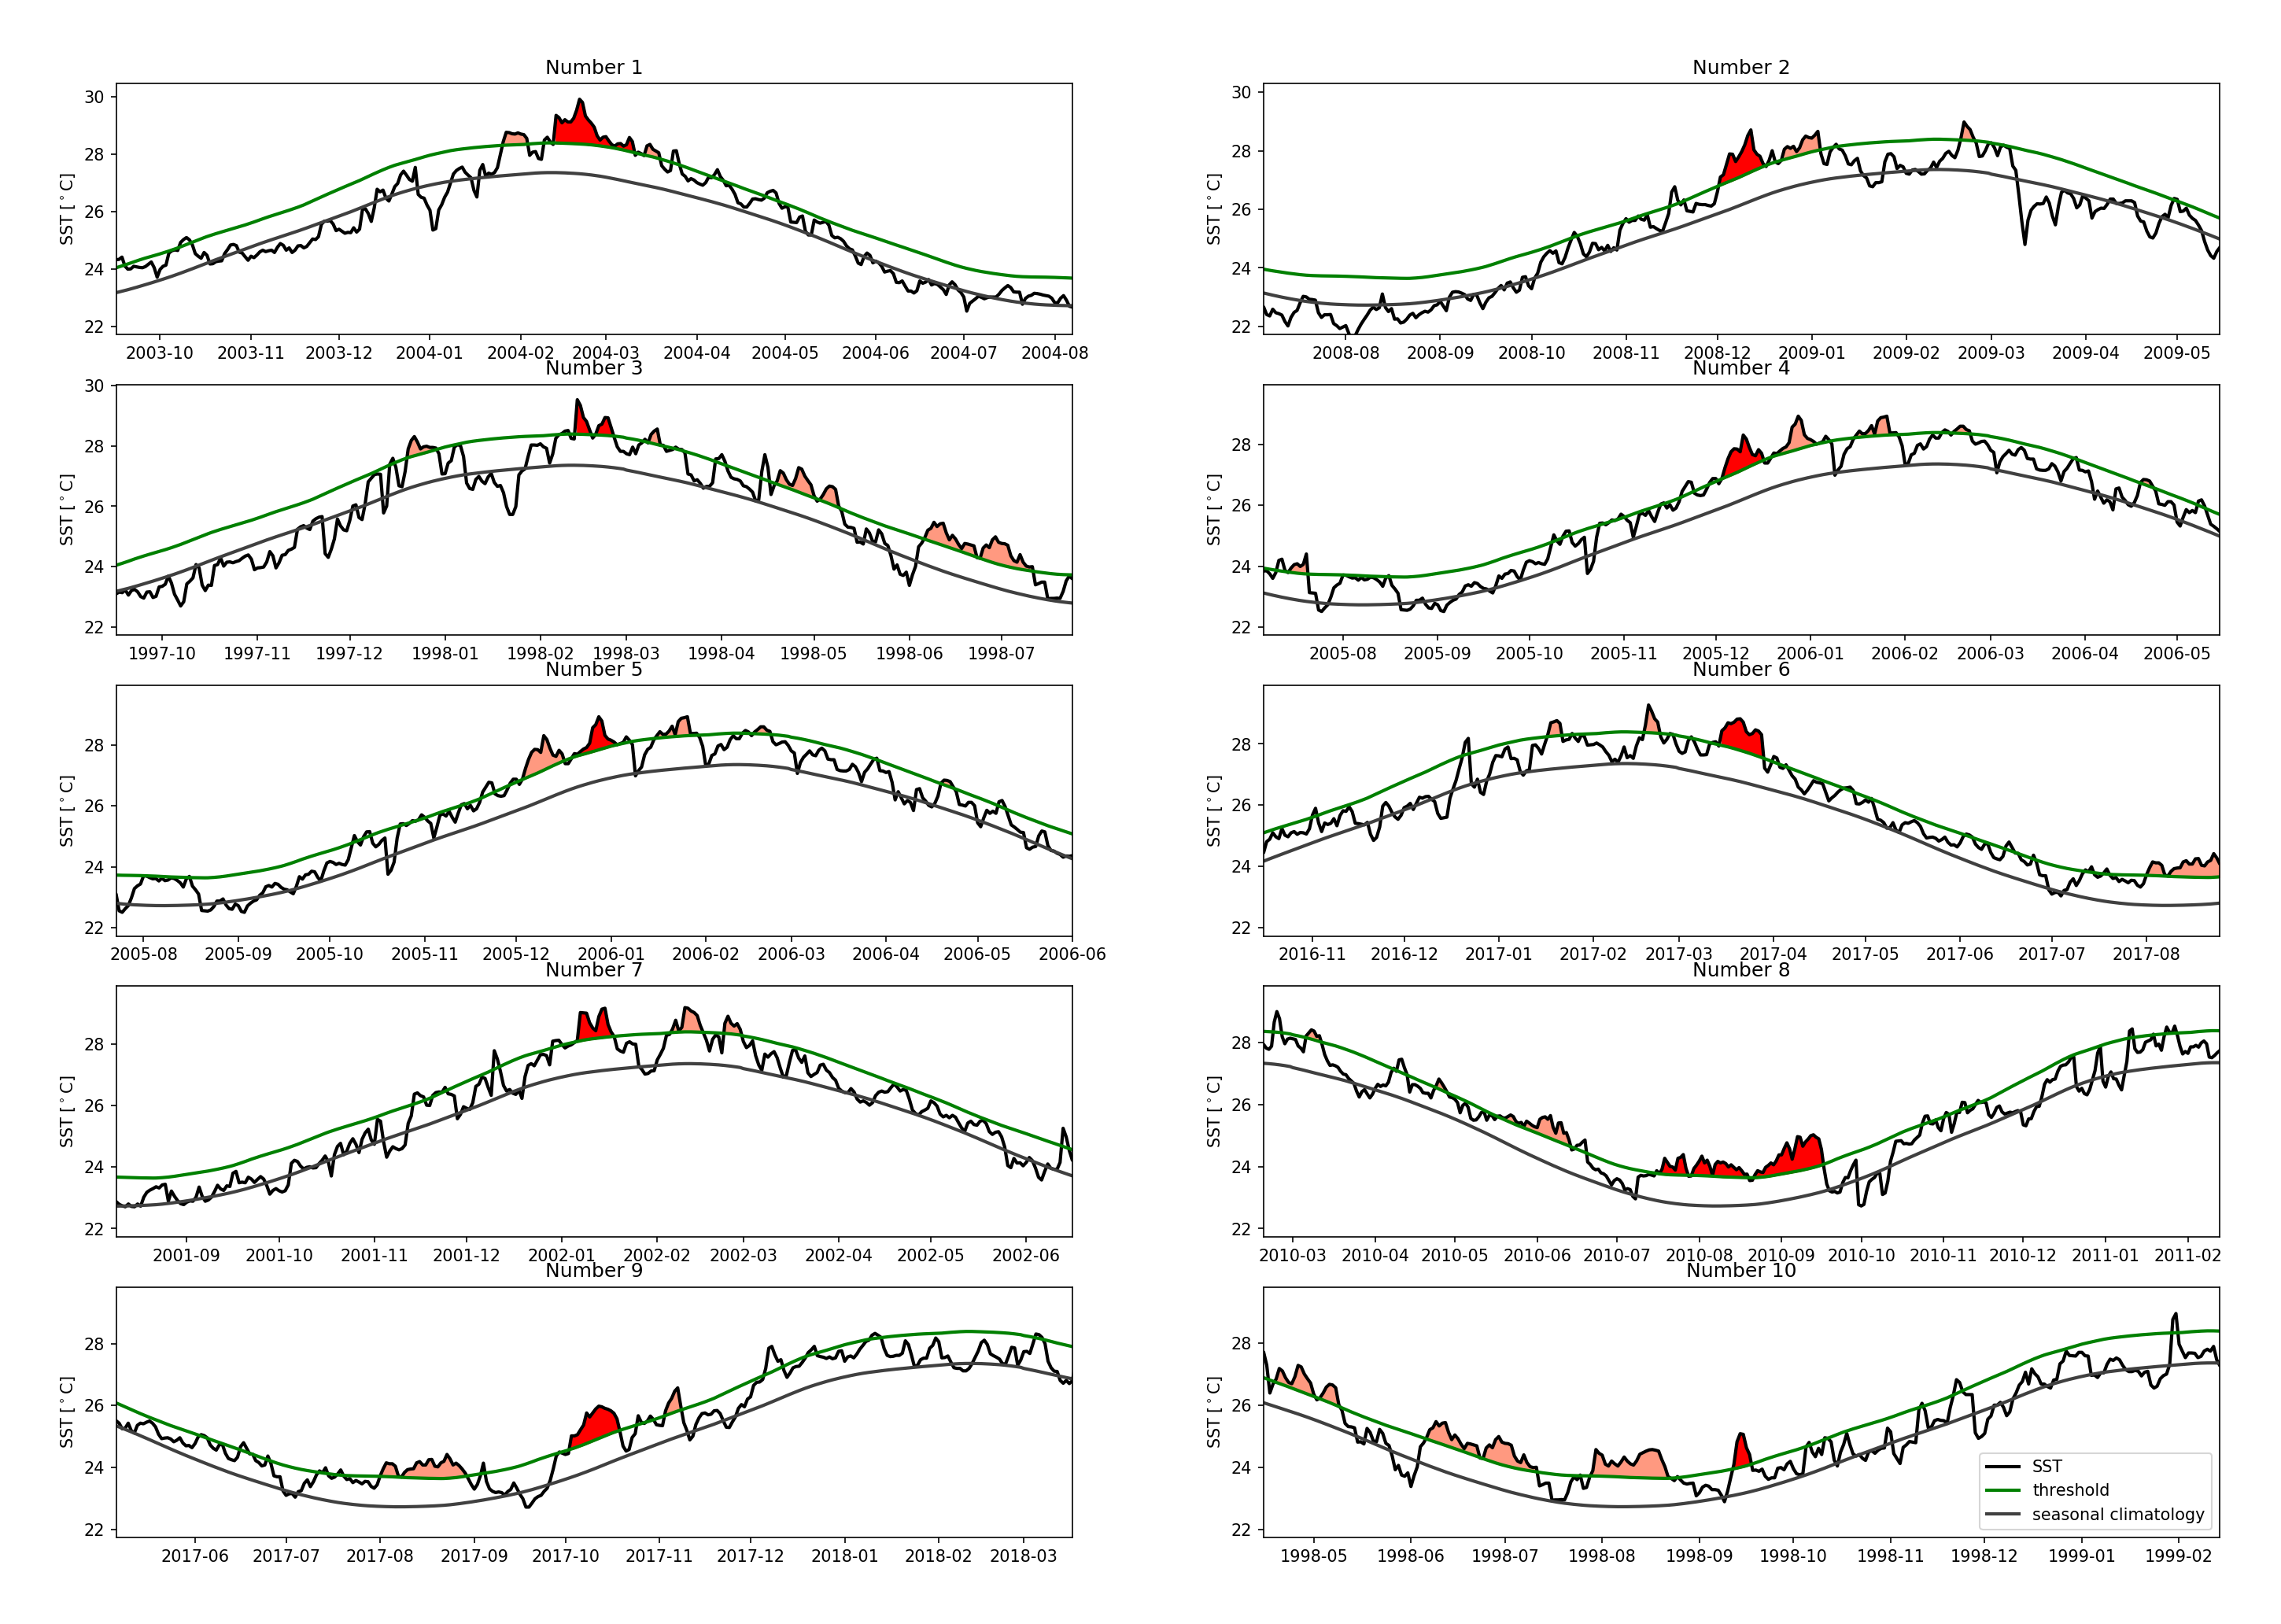 Number 1
SST [°C]
30
28
26
24
22
2003-10 2003-11 2003-12 2004-01 2004-02 2004-03 2004-04 2004-05 2004-06 2004-07 2004-08
Number 2
SST [°C]
30
28
26
24
22
2008-08 2008-09 2008-10 2008-11 2008-12 2009-01 2009-02 2009-03 2009-04 2009-05
Number 3
SST [°C]
30
28
26
24
22
1997-10 1997-11 1997-12 1998-01 1998-02 1998-03 1998-04 1998-05 1998-06 1998-07
Number 4
SST [°C]
28
26
24
22
2005-08 2005-09 2005-10 2005-11 2005-12 2006-01 2006-02 2006-03 2006-04 2006-05
Number 5
SST [°C]
28
26
24
22
2005-08 2005-09 2005-10 2005-11 2005-12 2006-01 2006-02 2006-03 2006-04 2006-05 2006-06
Number 6
SST [°C]
28
26
24
22
2016-11 2016-12 2017-01 2017-02 2017-03 2017-04 2017-05 2017-06 2017-07 2017-08
Number 7
SST [°C]
28
26
24
22
2001-09 2001-10 2001-11 2001-12 2002-01 2002-02 2002-03 2002-04 2002-05 2002-06
Number 8
SST [°C]
28
26
24
22
2010-03 2010-04 2010-05 2010-06 2010-07 2010-08 2010-09 2010-10 2010-11 2010-12 2011-01 2011-02
Number 9
SST [°C]
28
26
24
22
2017-06 2017-07 2017-08 2017-09 2017-10 2017-11 2017-12 2018-01 2018-02 2018-03
Number 10
SST [°C]
28
26
24
22
1998-05 1998-06 1998-07 1998-08 1998-09 1998-10 1998-11 1998-12 1999-01 1999-02
SST
threshold
seasonal climatology